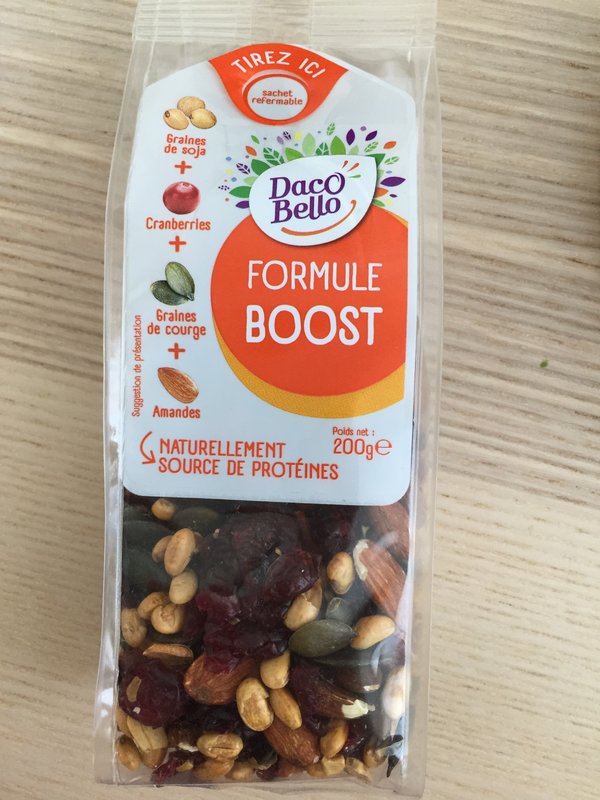 TIREZ ICI
sachet
refermable
Graines
de soja
+
Cranberries
+
Graines
de courge
+
Amandes
Suggestion de présentation
Daco
Bello
FORMULE
BOOST
NATURELLEMENT
SOURCE DE PROTÉINES
Poids net :
200g℮